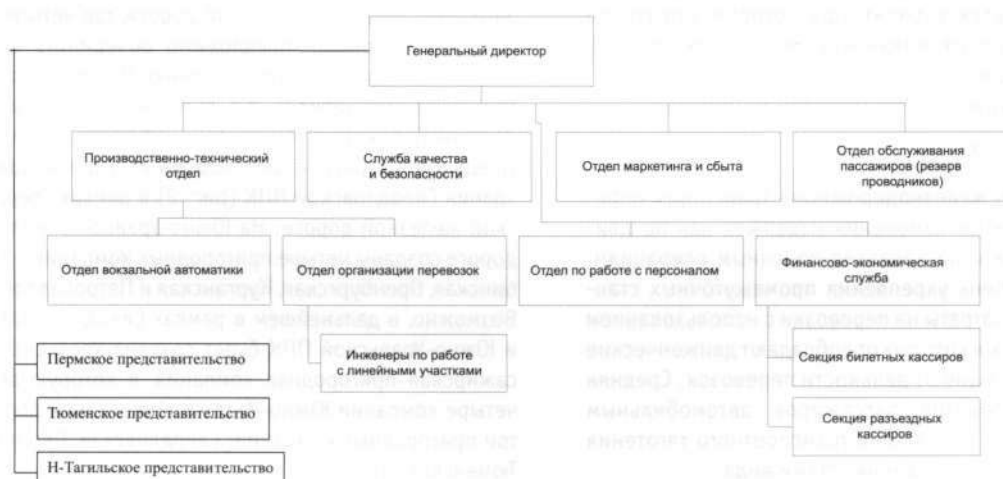 Генеральный директор
Производственно-технический
отдел
Служба качества
и безопасности
Отдел маркетинга и сбыта
Отдел обслуживания
пассажиров (резерв
проводников)
Отдел вокзальной автоматики
Отдел организации перевозок
Отдел по работе с персоналом
Финансово-экономическая
служба
Пермское представительство
Инженеры по работе
с линейными участками
Секция билетных кассиров
Тюменское представительство
Секция разъездных
кассиров
Н-Тагильское представительство